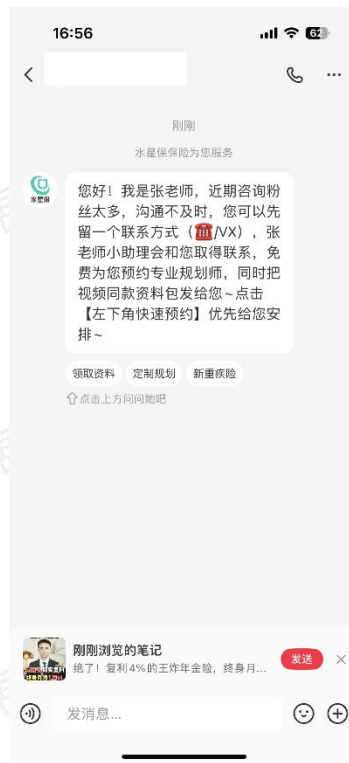 16:56
62
刚刚
水星保保险为您服务
水星保
您好！我是张老师，近期咨询粉
丝太多，沟通不及时，您可以先
留一个联系方式（☎️/VX），张
老师小助理会和您取得联系，免
费为您预约专业规划师，同时把
视频同款资料包发给您~点击
【左下角快速预约】优先给您安
排~
领取资料 定制规划 新重疾险
点击上方问问她吧
刚刚浏览的笔记
绝了！复利4%的王炸年金险，终身月...
发送
发消息...